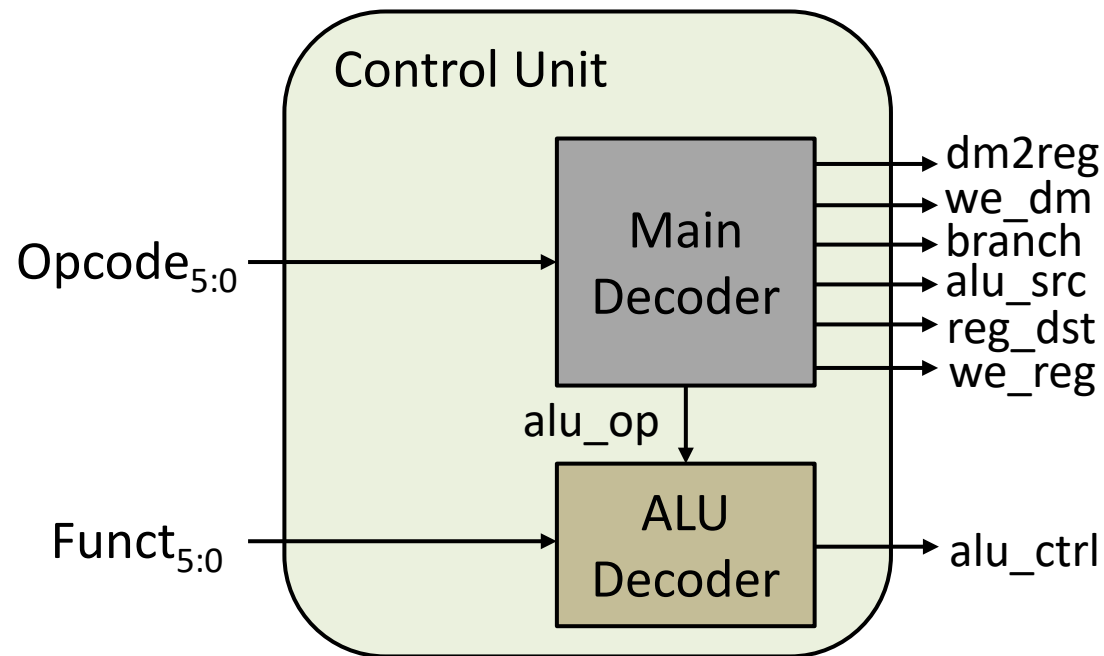 Control Unit
Opcode5:0
Main
Decoder
dm2reg
we_dm
branch
alu_src
reg_dst
we_reg
alu_op
Funct5:0
ALU
Decoder
alu_ctrl